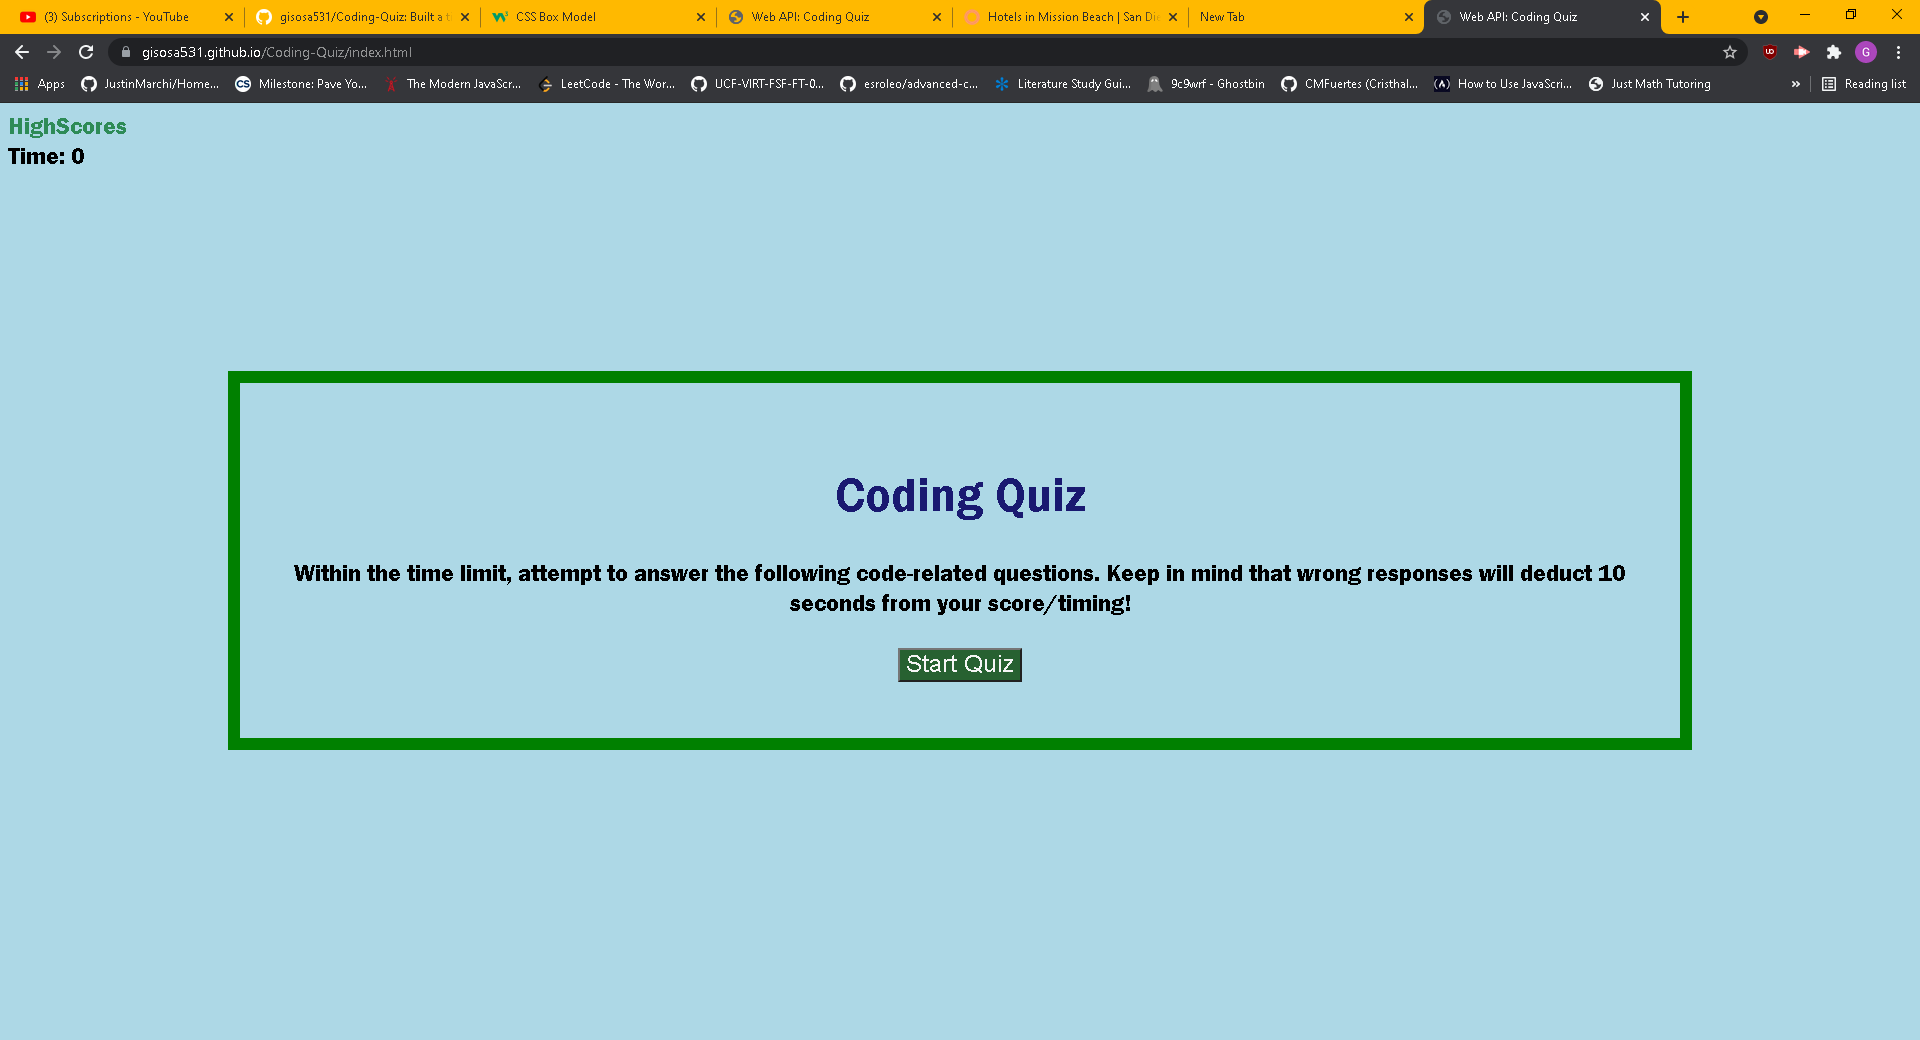 (3) Subscriptions - YouTube
gisosa531/Coding-Quiz: Built a t
CSS Box Model
Web API: Coding Quiz
Hotels in Mission Beach | San Die
New Tab
Web API: Coding Quiz
gisosa531.github.io/Coding-Quiz/index.html
UD
G
Apps
JustinMarchi/Home...
CS
Milestone: Pave Yo...
The Modern JavaScr...
LeetCode - The Wor...
UCF-VIRT-FSF-FT-0...
esroleo/advanced-c...
Literature Study Gui...
9c9wrf - Ghostbin
CMFuertes (Cristhal...
How to Use JavaScri...
Just Math Tutoring
»
Reading list
HighScores
Time: 0
Coding Quiz
Within the time limit, attempt to answer the following code-related questions. Keep in mind that wrong responses will deduct 10
seconds from your score/timing!
Start Quiz